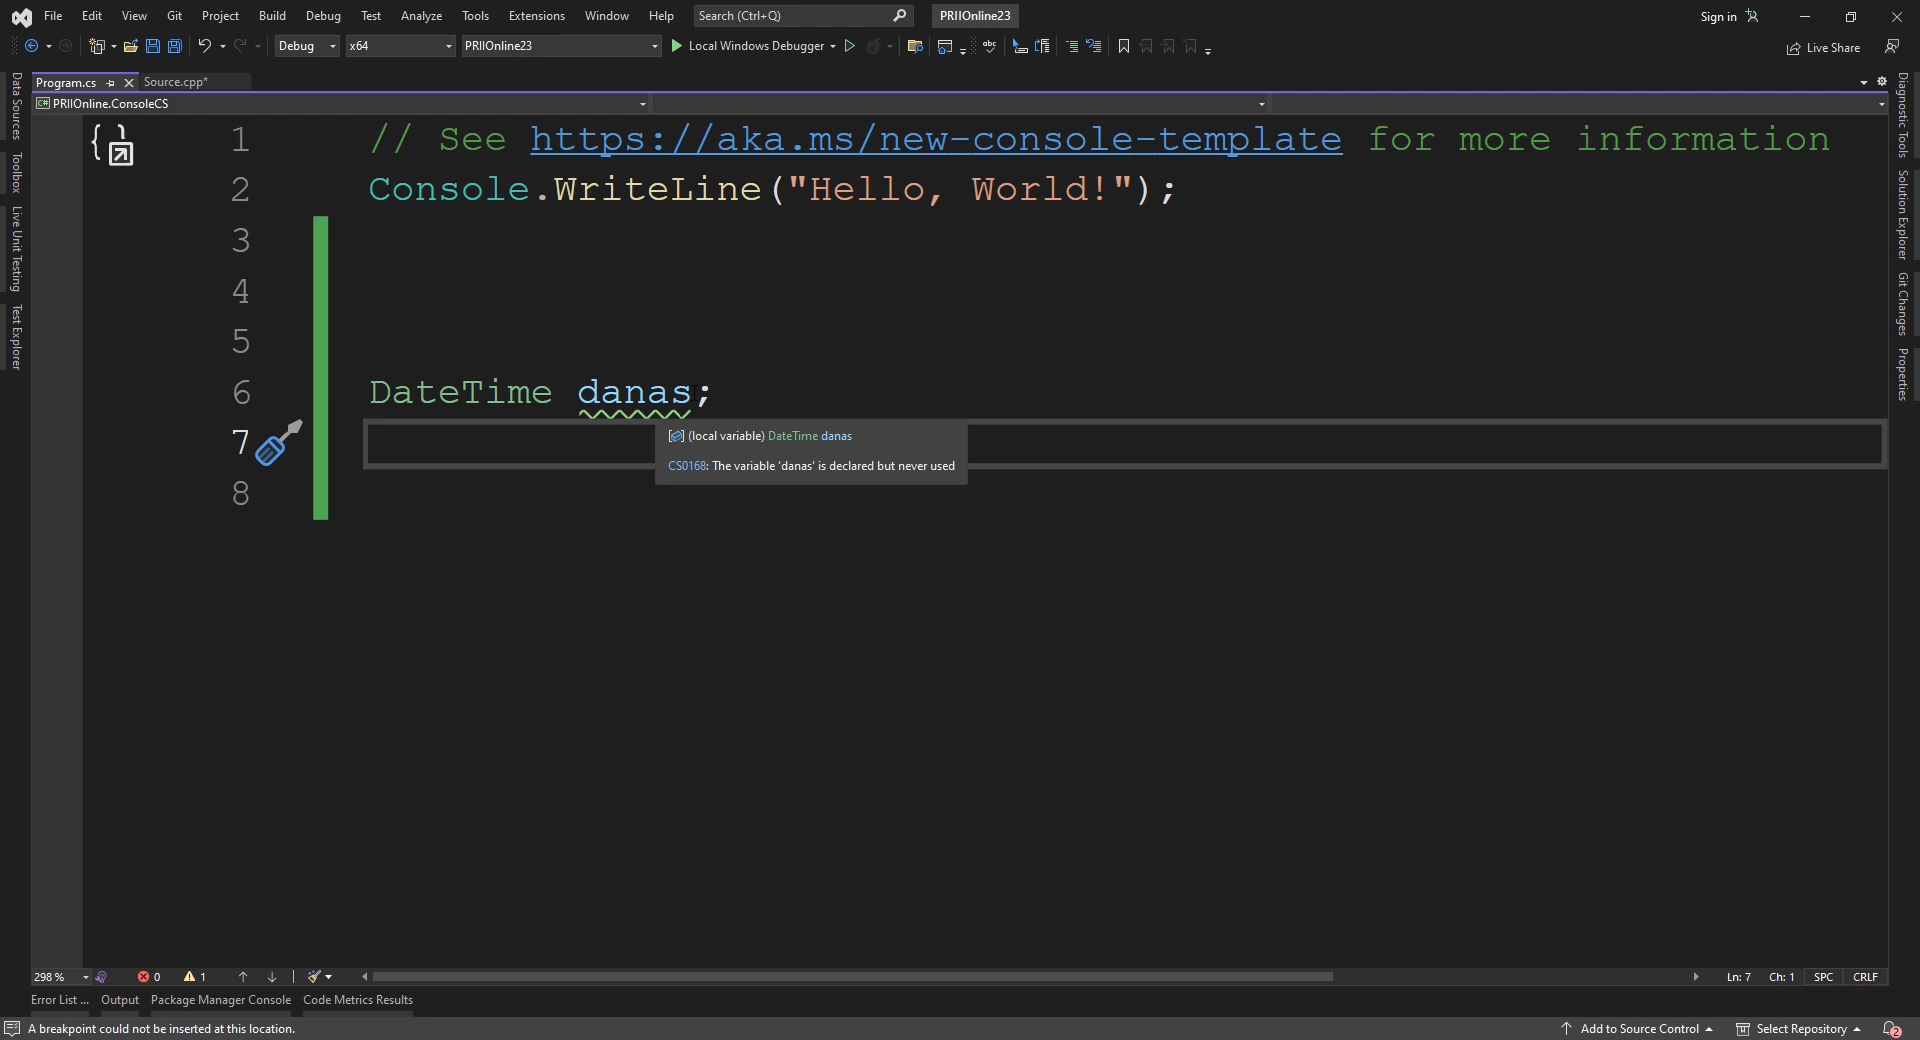 File Edit View Git Project Build Debug Test Analyze Tools Extensions Window Help Search (Ctrl+Q) PRIIOnline23 Sign in
Debug x64 PRIIOnline23 Local Windows Debugger Live Share
Program.cs Source.cpp*
PRIIOnline.ConsoleCS
1 // See https://aka.ms/new-console-template for more information
2 Console.WriteLine("Hello, World!");
3
4
5
6 DateTime danas;
7
(local variable) DateTime danas
CS0168: The variable 'danas' is declared but never used
8
Data Sources
Toolbox
Live Unit Testing
Test Explorer
Diagnostic Tools
Solution Explorer
Git Changes
Properties
298 % 0 1 Ln: 7 Ch: 1 SPC CRLF
Error List ... Output Package Manager Console Code Metrics Results
A breakpoint could not be inserted at this location. Add to Source Control Select Repository 2